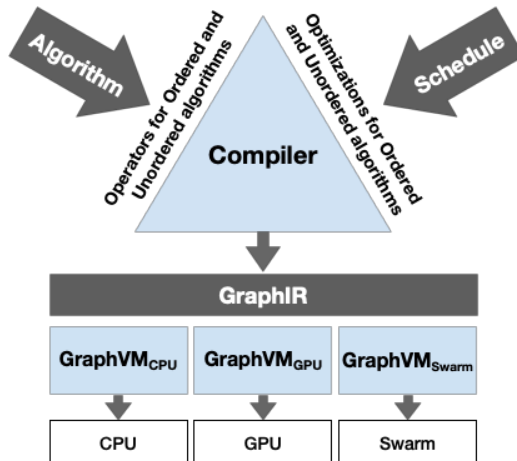 Algorithm
Operators for Ordered and
Unordered algorithms
Optimizations for Ordered
and Unordered algorithms
Schedule
Compiler
GraphIR
GraphVMCPU
GraphVMGPU
GraphVMSwarm
CPU
GPU
Swarm